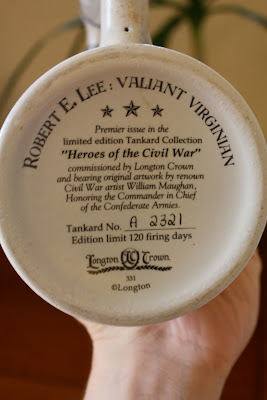 ROBERT E. LEE: VALIANT VIRGINIAN
Premier issue in the
limited edition Tankard Collection
"Heroes of the Civil War"
commissioned by Longton Crown
and bearing original artwork by renown
Civil War artist William Maughan,
Honoring the Commander in Chief
of the Confederate Armies.
Tankard No. A 2321
Edition limit 120 firing days
Longton LC Crown
331
©Longton